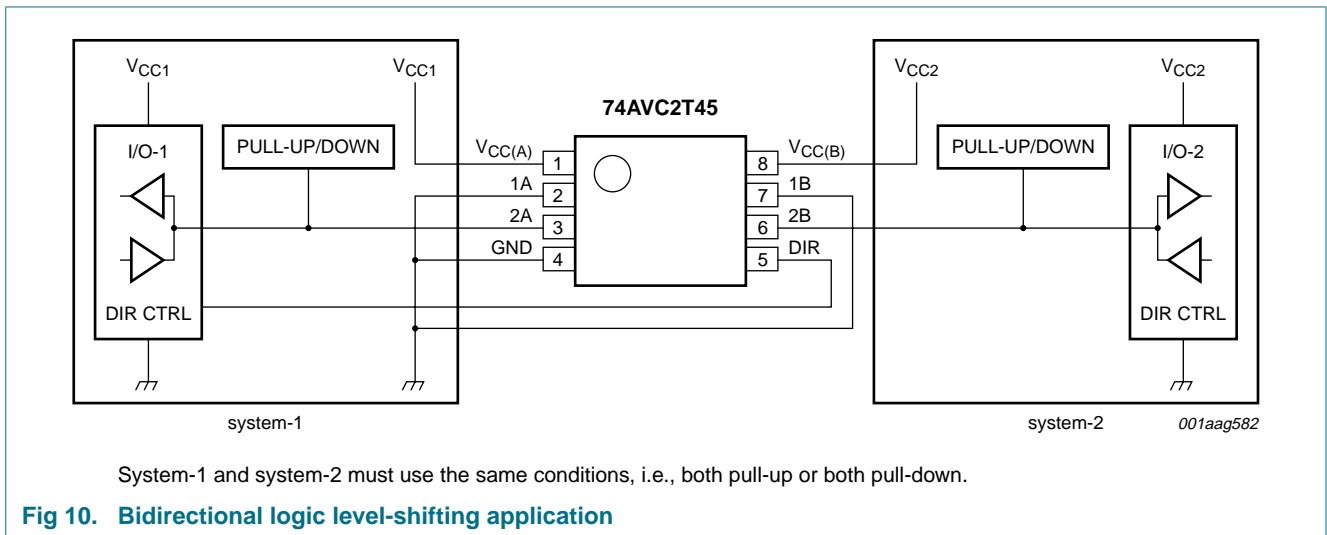 VCC1
VCC1
VCC2
VCC2
74AVC2T45
I/O-1
PULL-UP/DOWN
VCC(A)
1
8
VCC(B)
PULL-UP/DOWN
I/O-2
1A
2
7
1B
2A
3
6
2B
GND
4
5
DIR
DIR CTRL
DIR CTRL
system-1
system-2
001aag582
System-1 and system-2 must use the same conditions, i.e., both pull-up or both pull-down.
Fig 10. Bidirectional logic level-shifting application